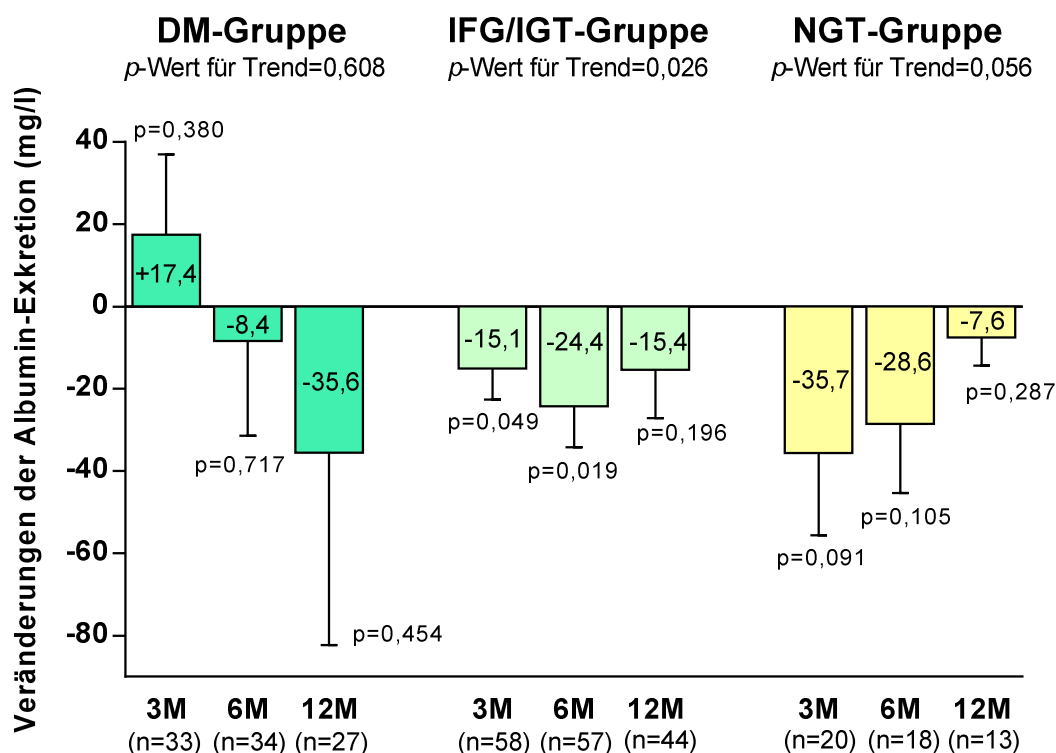 DM-Gruppe
p-Wert für Trend=0,608
IFG/IGT-Gruppe
p-Wert für Trend=0,026
NGT-Gruppe
p-Wert für Trend=0,056
Veränderungen der Albumin-Exkretion (mg/l)
40
20
0
-20
-40
-60
-80
p=0,380
+17,4
-8,4
p=0,717
-35,6
p=0,454
-15,1
p=0,049
-24,4
p=0,019
-15,4
p=0,196
-35,7
p=0,091
-28,6
p=0,105
-7,6
p=0,287
3M 6M 12M 3M 6M 12M 3M 6M 12M
(n=33) (n=34) (n=27) (n=58) (n=57) (n=44) (n=20) (n=18) (n=13)